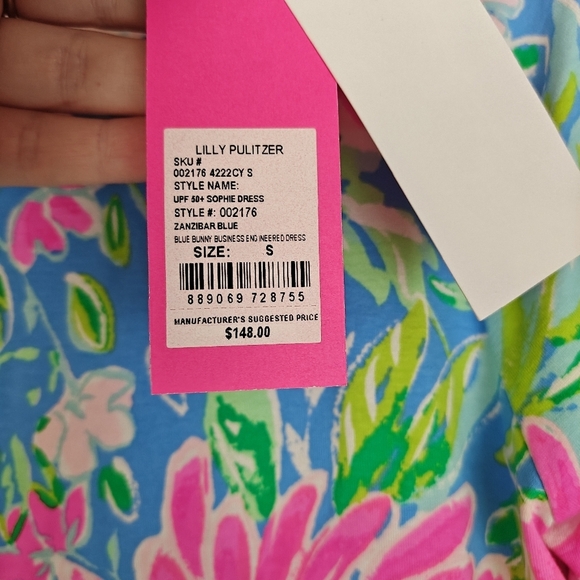 LILLY PULITZER
SKU #
002176 4222CY S
STYLE NAME:
UPF 50+ SOPHIE DRESS
STYLE #: 002176
ZANZIBAR BLUE
BLUE BUNNY BUSINESS ENGINEERED DRESS
SIZE: S
889069 728755
MANUFACTURER'S SUGGESTED PRICE
$148.00